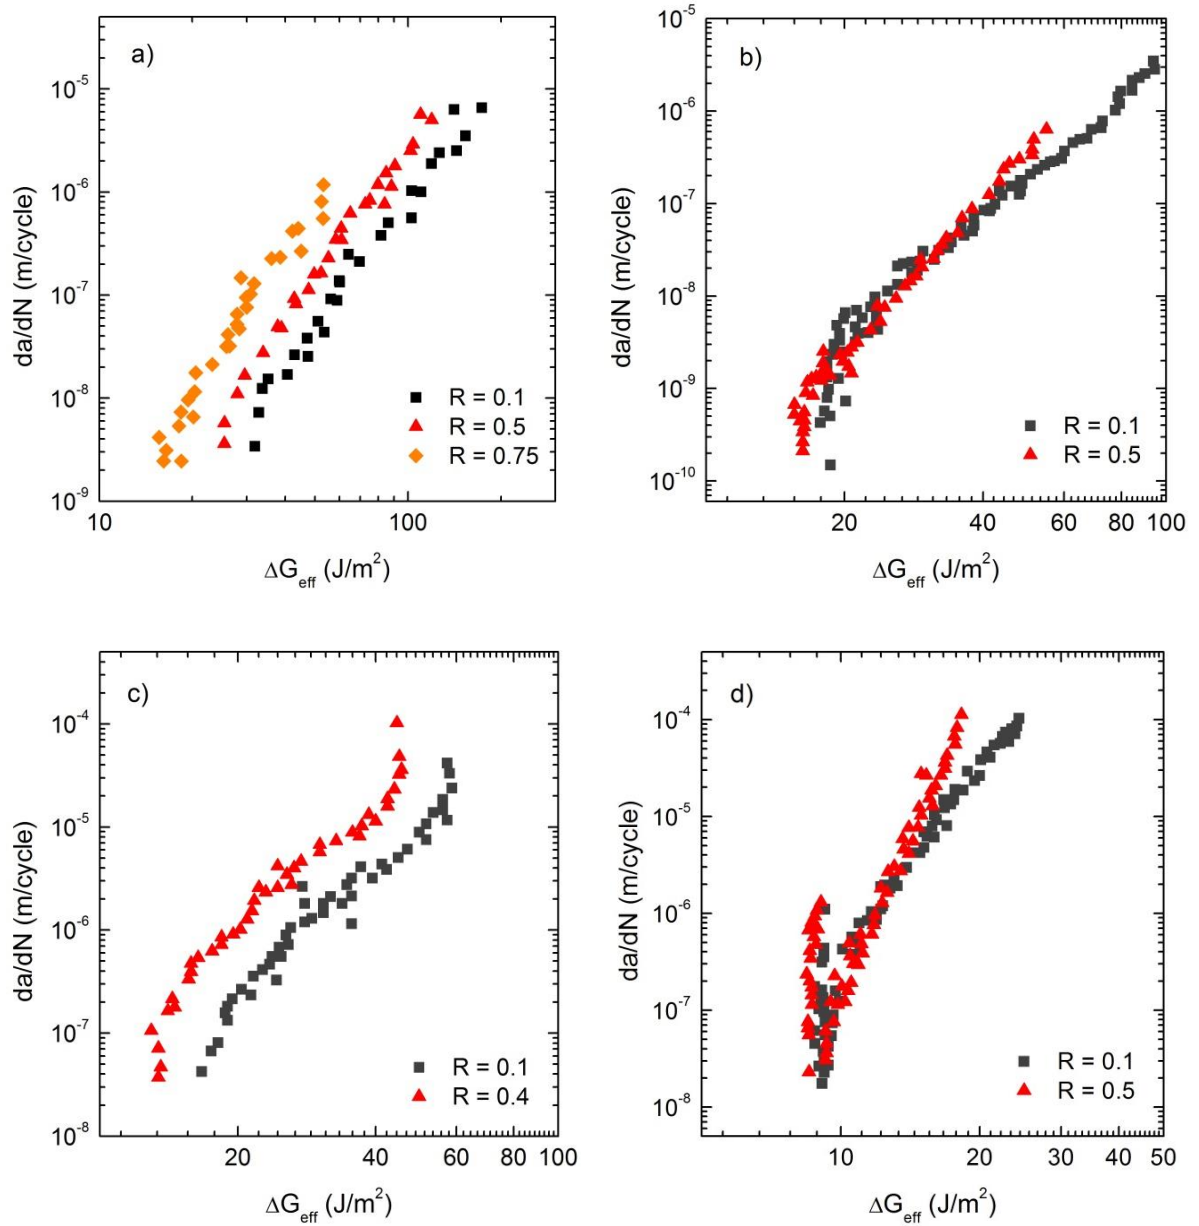 a)
10⁻⁵
10⁻⁶
10⁻⁷
10⁻⁸
10⁻⁹
da/dN (m/cycle)
R = 0.1
R = 0.5
R = 0.75
10
100
ΔG_eff (J/m²)
b)
10⁻⁵
10⁻⁶
10⁻⁷
10⁻⁸
10⁻⁹
10⁻¹⁰
da/dN (m/cycle)
R = 0.1
R = 0.5
20
40
60
80
100
ΔG_eff (J/m²)
c)
10⁻⁴
10⁻⁵
10⁻⁶
10⁻⁷
10⁻⁸
da/dN (m/cycle)
R = 0.1
R = 0.4
20
40
60
80
100
ΔG_eff (J/m²)
d)
10⁻⁴
10⁻⁵
10⁻⁶
10⁻⁷
10⁻⁸
da/dN (m/cycle)
R = 0.1
R = 0.5
10
20
30
40
50
ΔG_eff (J/m²)